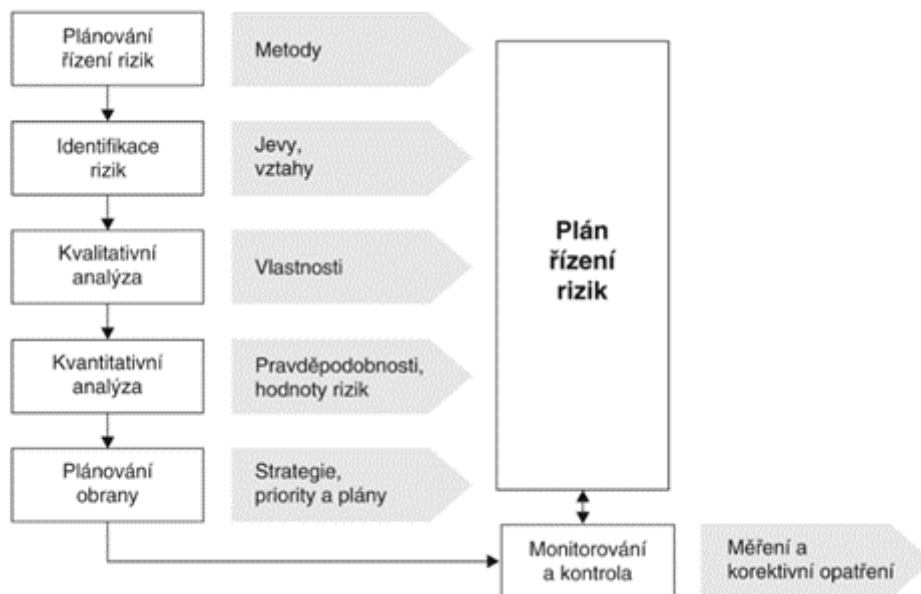 Plánování
řízení rizik
Metody
Identifikace
rizik
Jevy,
vztahy
Kvalitativní
analýza
Vlastnosti
Plán
řízení
rizik
Kvantitativní
analýza
Pravděpodobnosti,
hodnoty rizik
Plánování
obrany
Strategie,
priority a plány
Monitorování
a kontrola
Měření a
korektivní opatření